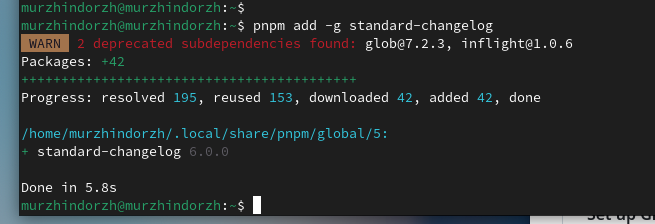 murzhindorzh@murzhindorzh:~$
murzhindorzh@murzhindorzh:~$ pnpm add -g standard-changelog
WARN 2 deprecated subdependencies found: glob@7.2.3, inflight@1.0.6
Packages: +42
++++++++++++++++++++++++++++++++++++++++++
Progress: resolved 195, reused 153, downloaded 42, added 42, done
/home/murzhindorzh/.local/share/pnpm/global/5:
+ standard-changelog 6.0.0
Done in 5.8s
murzhindorzh@murzhindorzh:~$